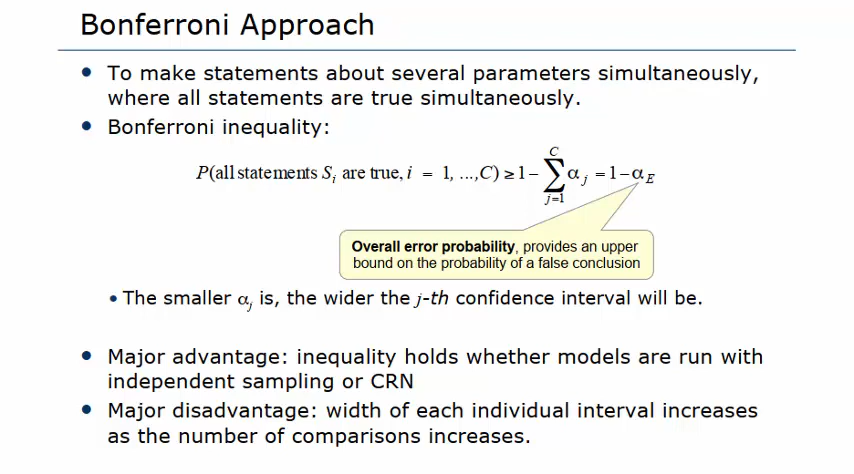 Bonferroni Approach
• To make statements about several parameters simultaneously,
where all statements are true simultaneously.
• Bonferroni inequality:
P(all statements Sᵢ are true, i = 1, ...,C) ≥ 1 − ∑_{j=1}^{C} αⱼ = 1 − α_E
Overall error probability, provides an upper
bound on the probability of a false conclusion
• The smaller αⱼ is, the wider the j-th confidence interval will be.
• Major advantage: inequality holds whether models are run with
independent sampling or CRN
• Major disadvantage: width of each individual interval increases
as the number of comparisons increases.